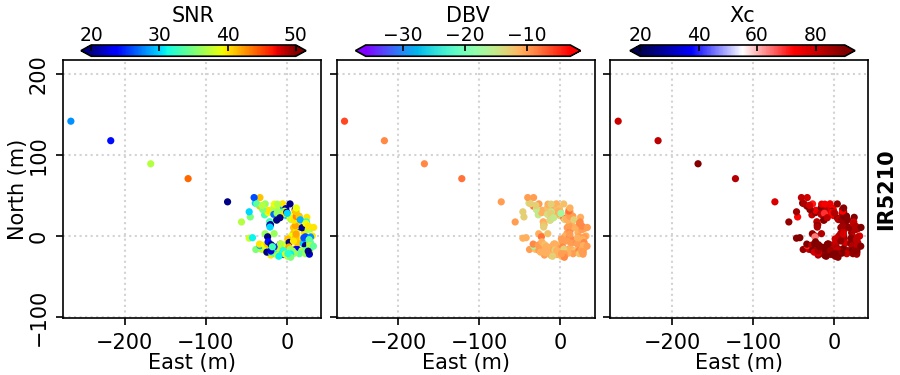 SNR DBV Xc
20 30 40 50 −30 −20 −10 20 40 60 80
200
100
0
−100
North (m)
−200 −100 0 −200 −100 0 −200 −100 0
East (m) East (m) East (m)
IR5210